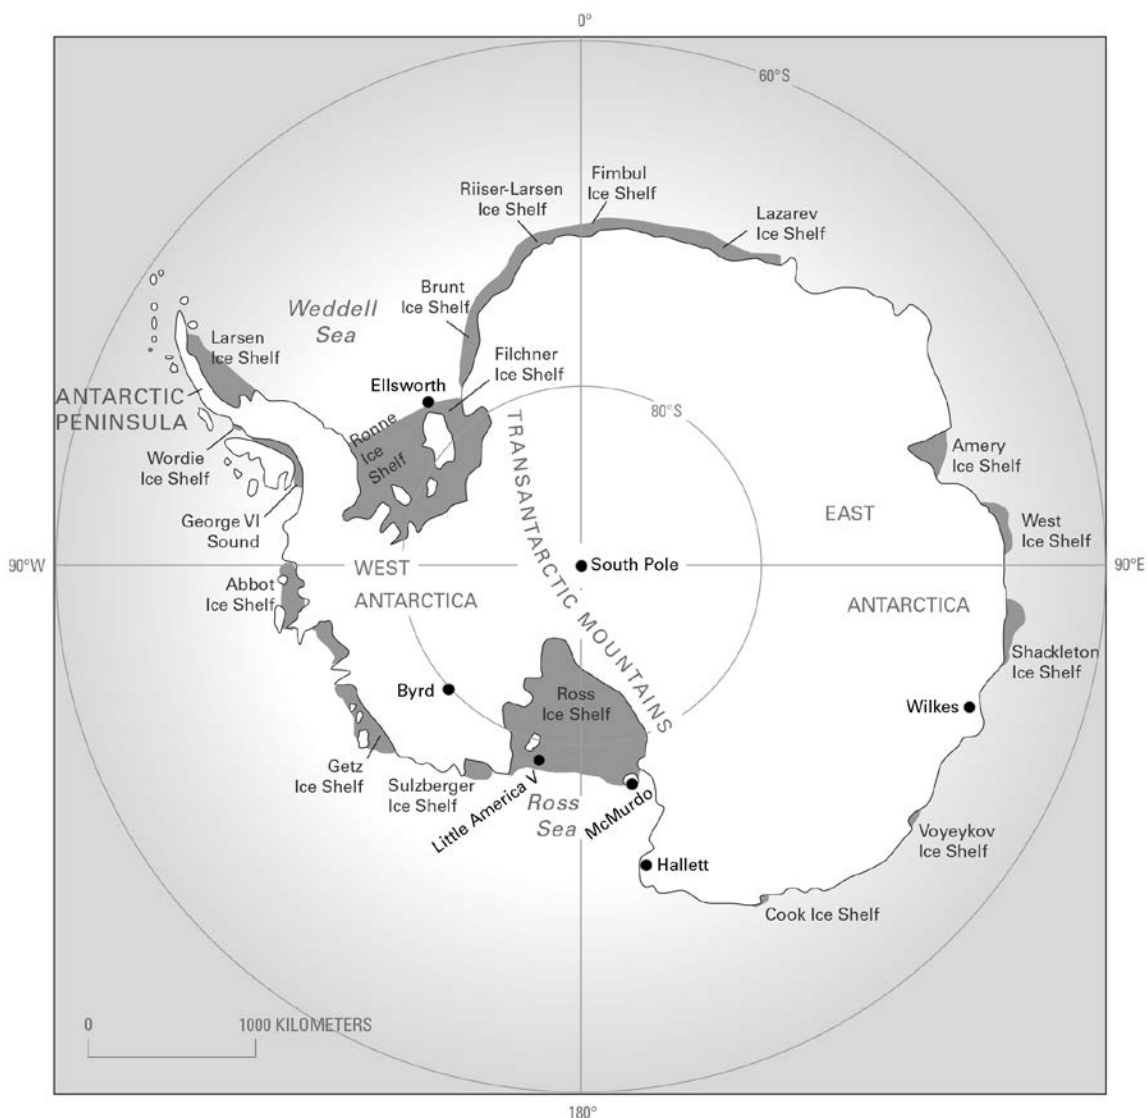 0°
60°S
Fimbul
Ice Shelf
Riiser-Larsen
Ice Shelf
Lazarev
Ice Shelf
Brunt
Ice Shelf
Weddell
Sea
Larsen
Ice Shelf
Filchner
Ice Shelf
Ellsworth
ANTARCTIC
PENINSULA
80°S
Ronne
Ice
Shelf
TRANSANTARCTIC MOUNTAINS
Wordie
Ice Shelf
Amery
Ice Shelf
George VI
Sound
EAST
West
Ice Shelf
90°W
WEST
South Pole
90°E
Abbot
Ice Shelf
ANTARCTICA
ANTARCTICA
Shackleton
Ice Shelf
Byrd
Ross
Ice Shelf
Wilkes
Getz
Ice Shelf
Sulzberger
Ice Shelf
Little America V
Ross
Sea
McMurdo
Voyeykov
Ice Shelf
Hallett
Cook Ice Shelf
0
1000 KILOMETERS
180°